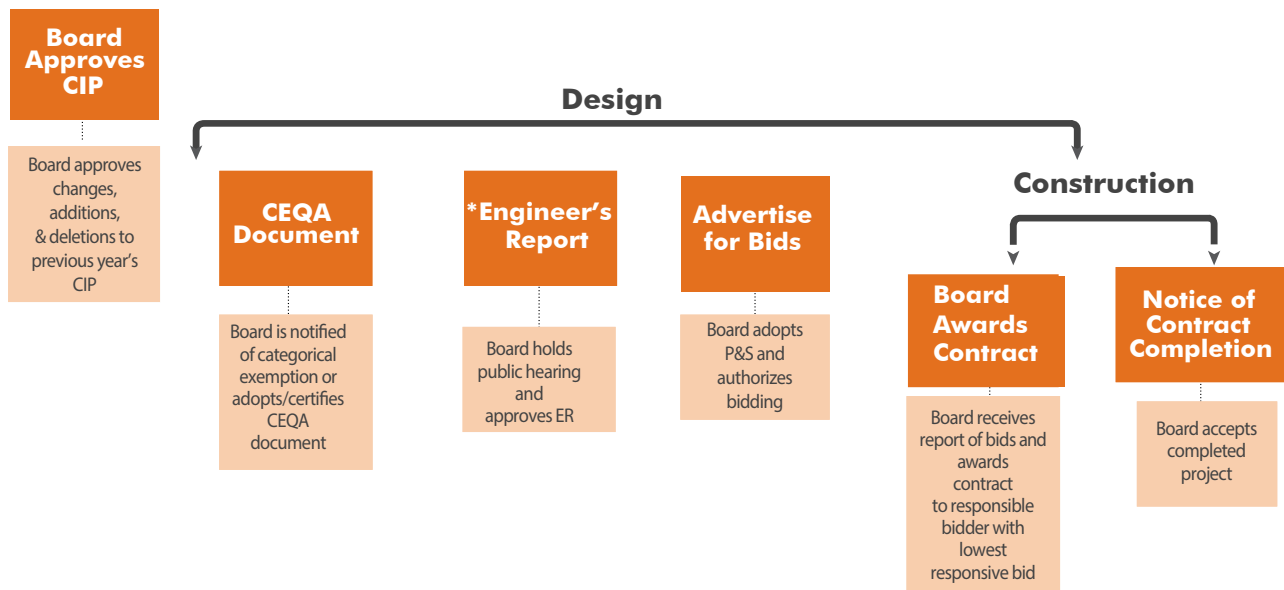 Board
Approves
CIP
Board approves
changes,
additions,
& deletions to
previous year's
CIP
Design
CEQA
Document
Board is notified
of categorical
exemption or
adopts/certifies
CEQA
document
*Engineer's
Report
Board holds
public hearing
and
approves ER
Advertise
for Bids
Board adopts
P&S and
authorizes
bidding
Construction
Board
Awards
Contract
Board receives
report of bids and
awards
contract
to responsible
bidder with
lowest
responsive bid
Notice of
Contract
Completion
Board accepts
completed
project